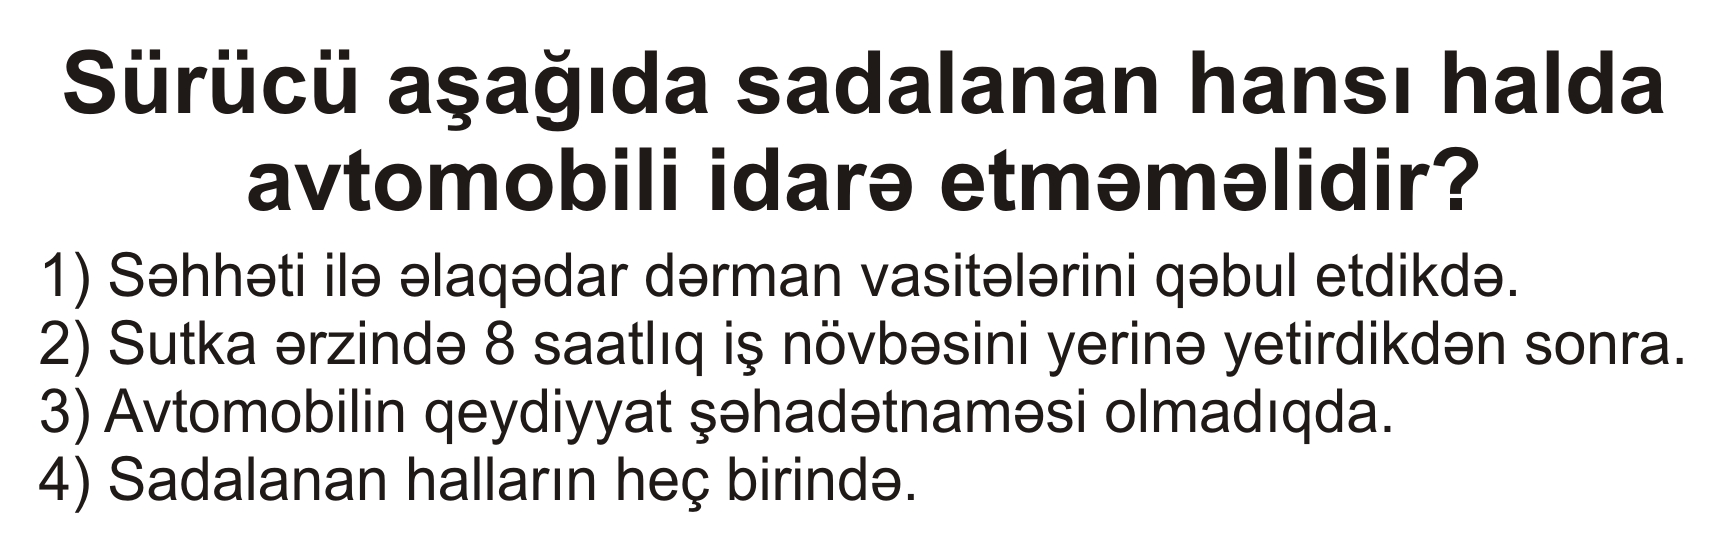 Sürücü aşağıda sadalanan hansı halda
avtomobili idarə etməməlidir?
1) Səhhəti ilə əlaqədar dərman vasitələrini qəbul etdikdə.
2) Sutka ərzində 8 saatlıq iş növbəsini yerinə yetirdikdən sonra.
3) Avtomobilin qeydiyyat şəhadətnaməsi olmadıqda.
4) Sadalanan halların heç birində.